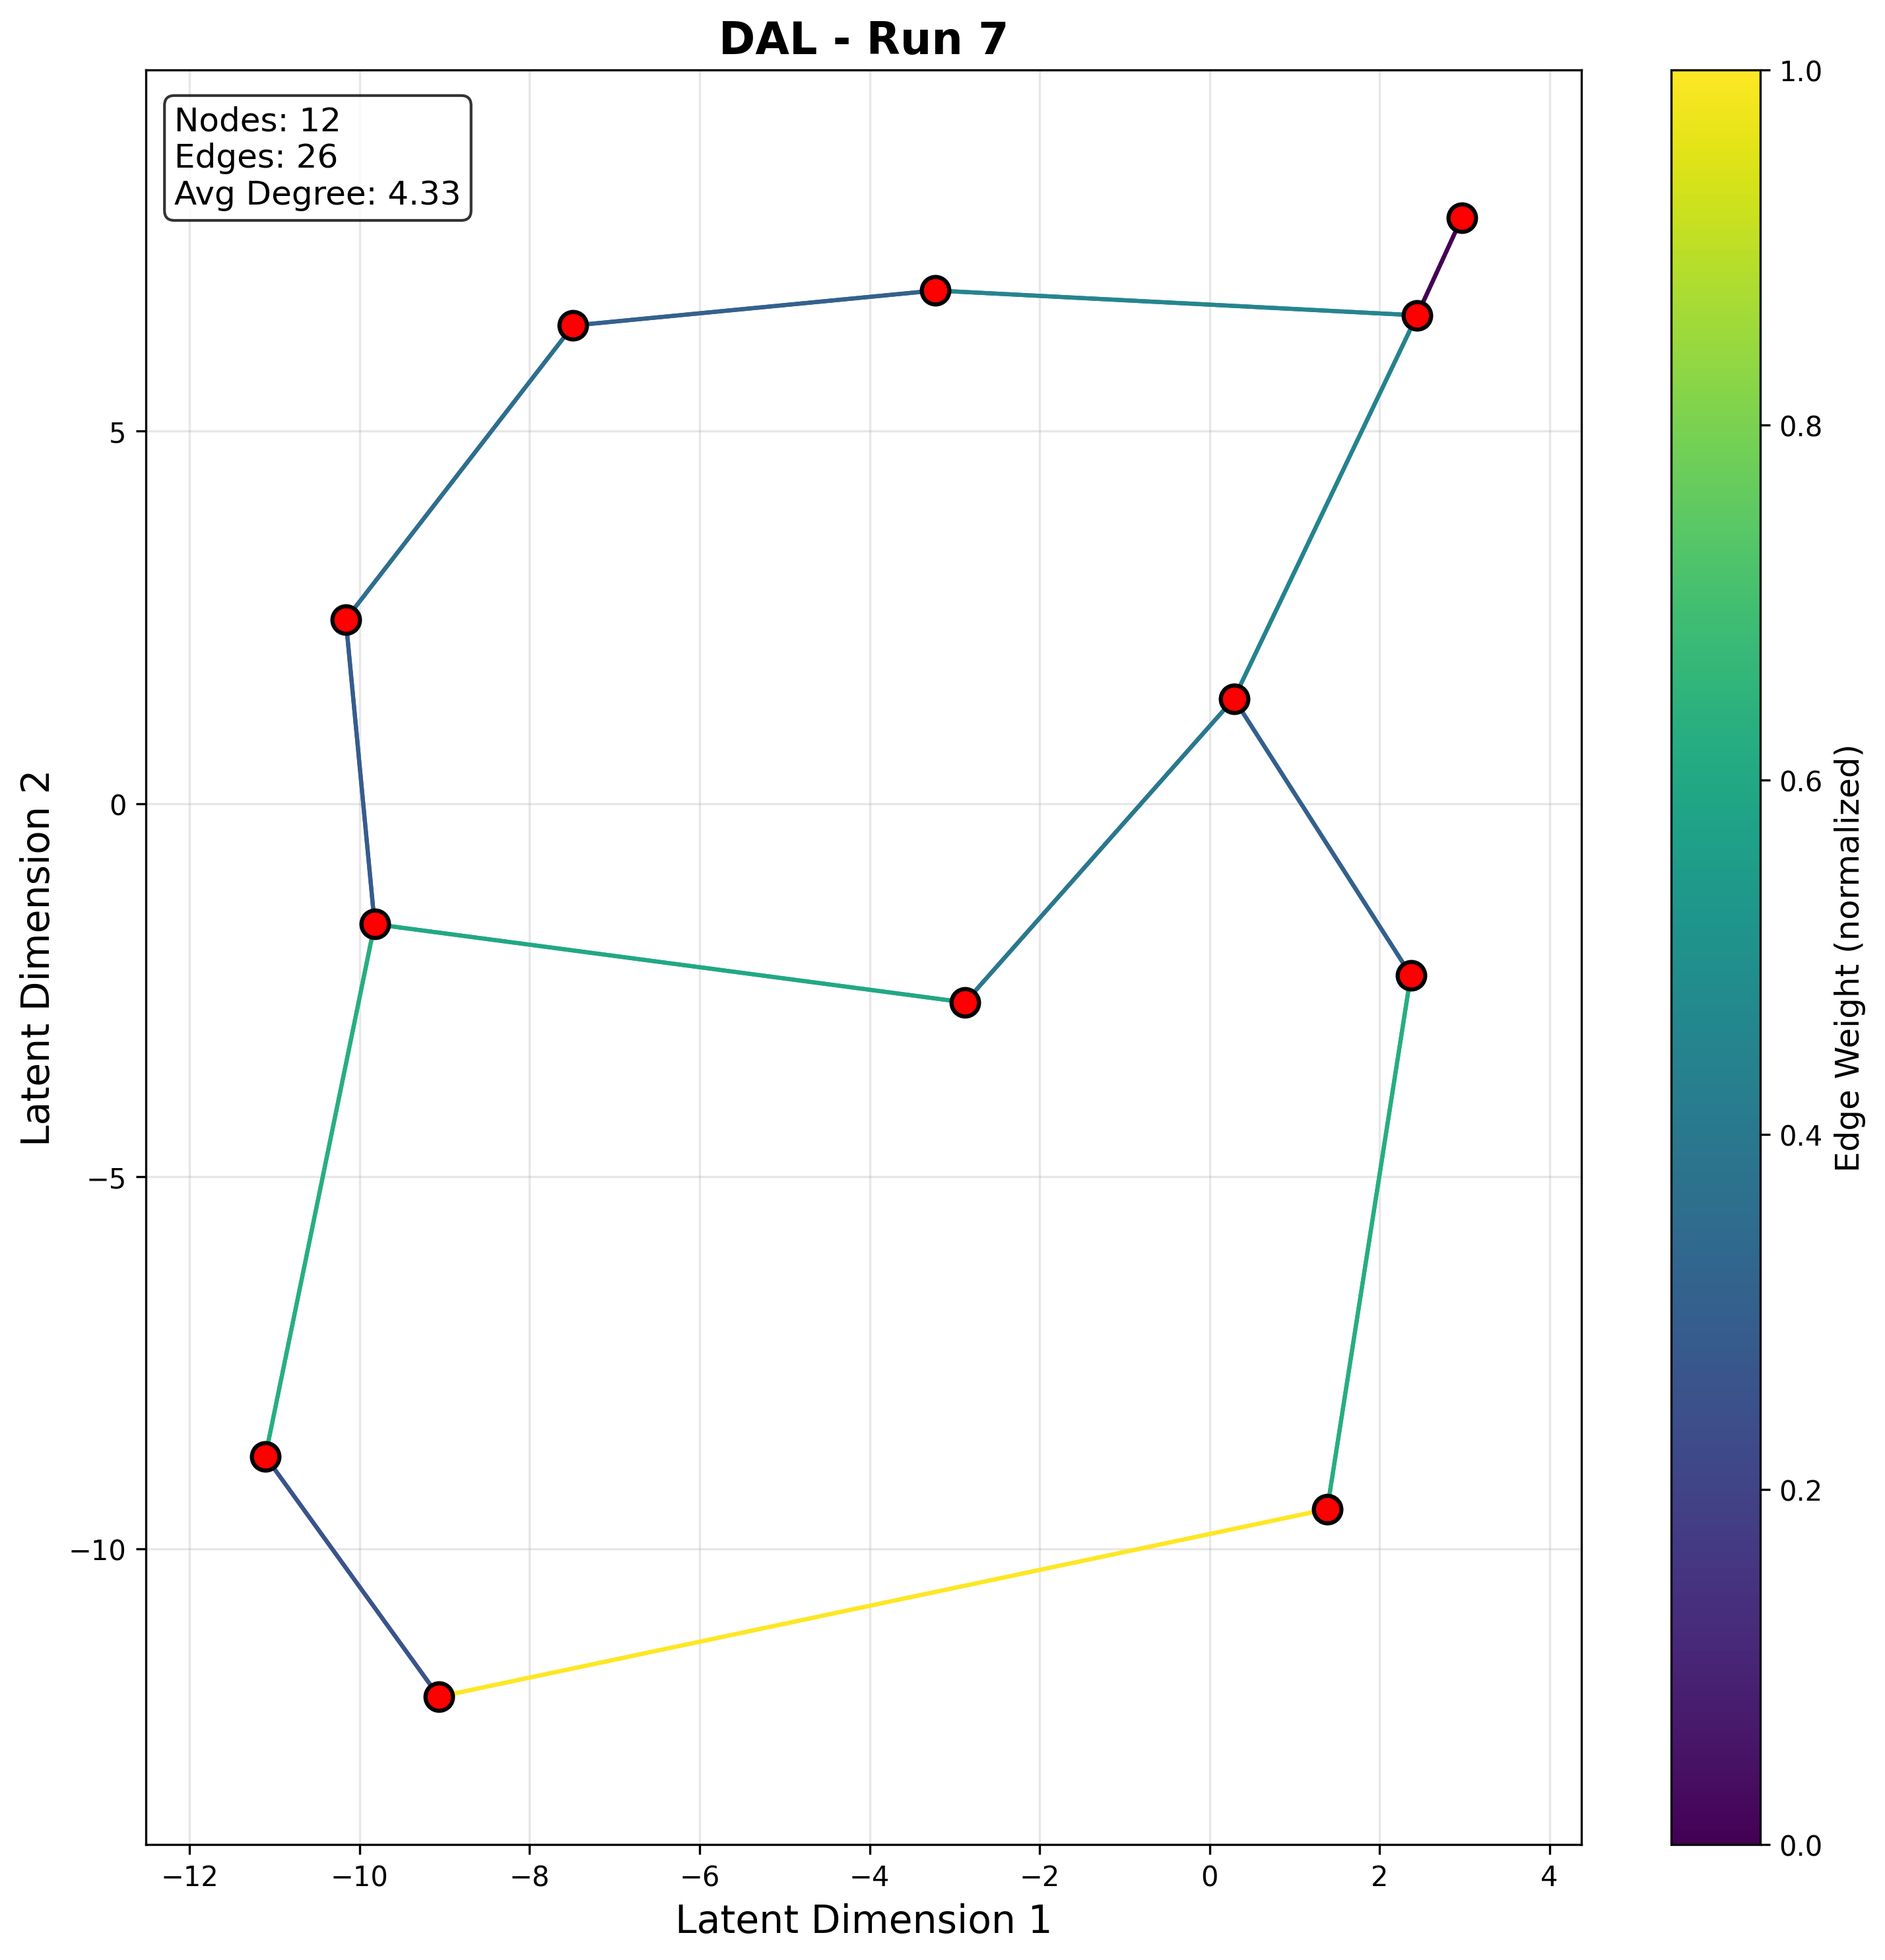 DAL - Run 7
Nodes: 12
Edges: 26
Avg Degree: 4.33
5
0
−5
−10
Latent Dimension 2
−12
−10
−8
−6
−4
−2
0
2
4
Latent Dimension 1
1.0
0.8
0.6
0.4
0.2
0.0
Edge Weight (normalized)